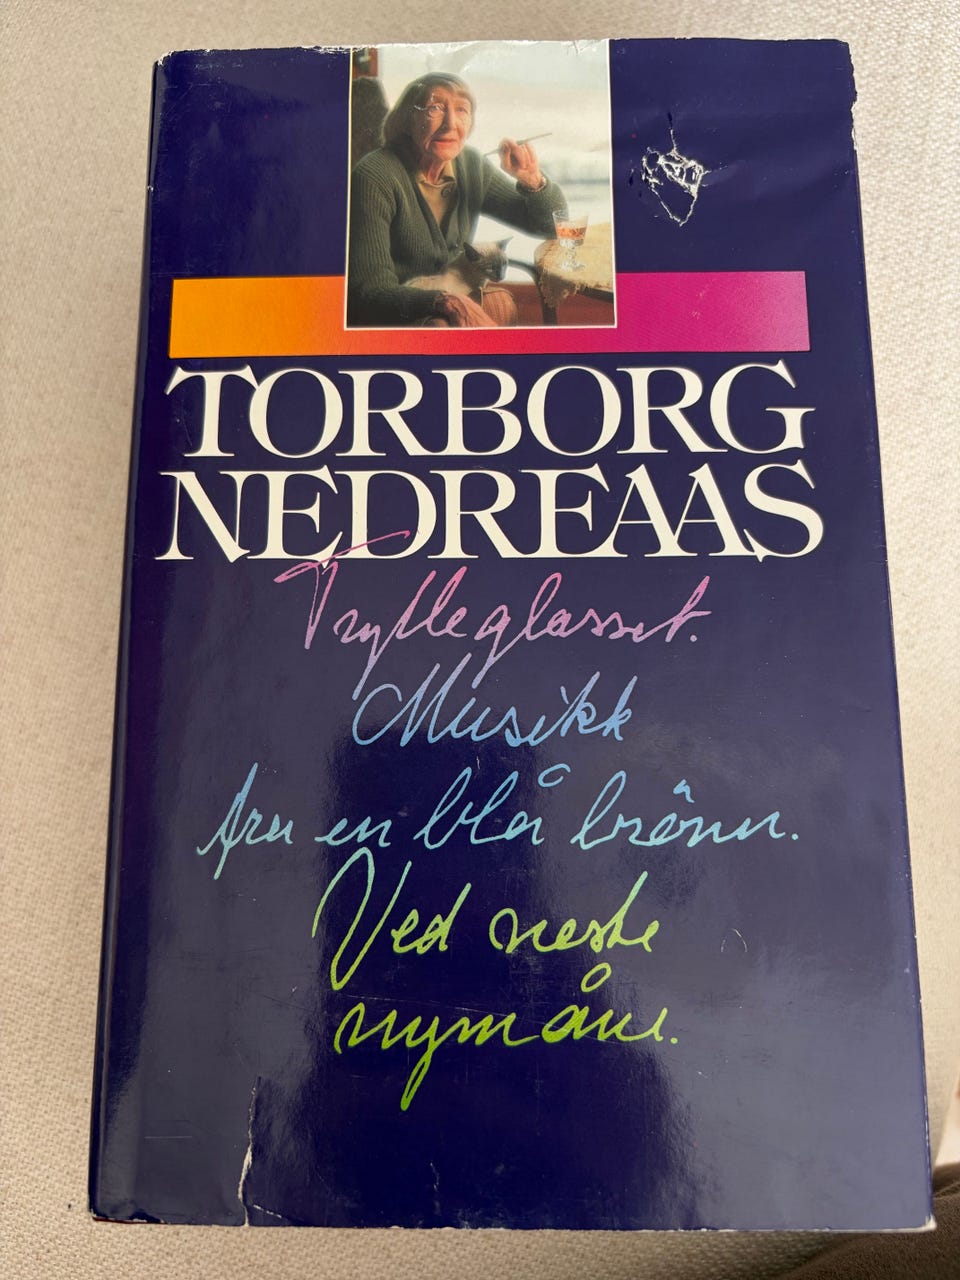 TORBORG
NEDREAAS
Trylleglasset.
Musikk
fra en blå brønn.
Ved neste
nymåne.